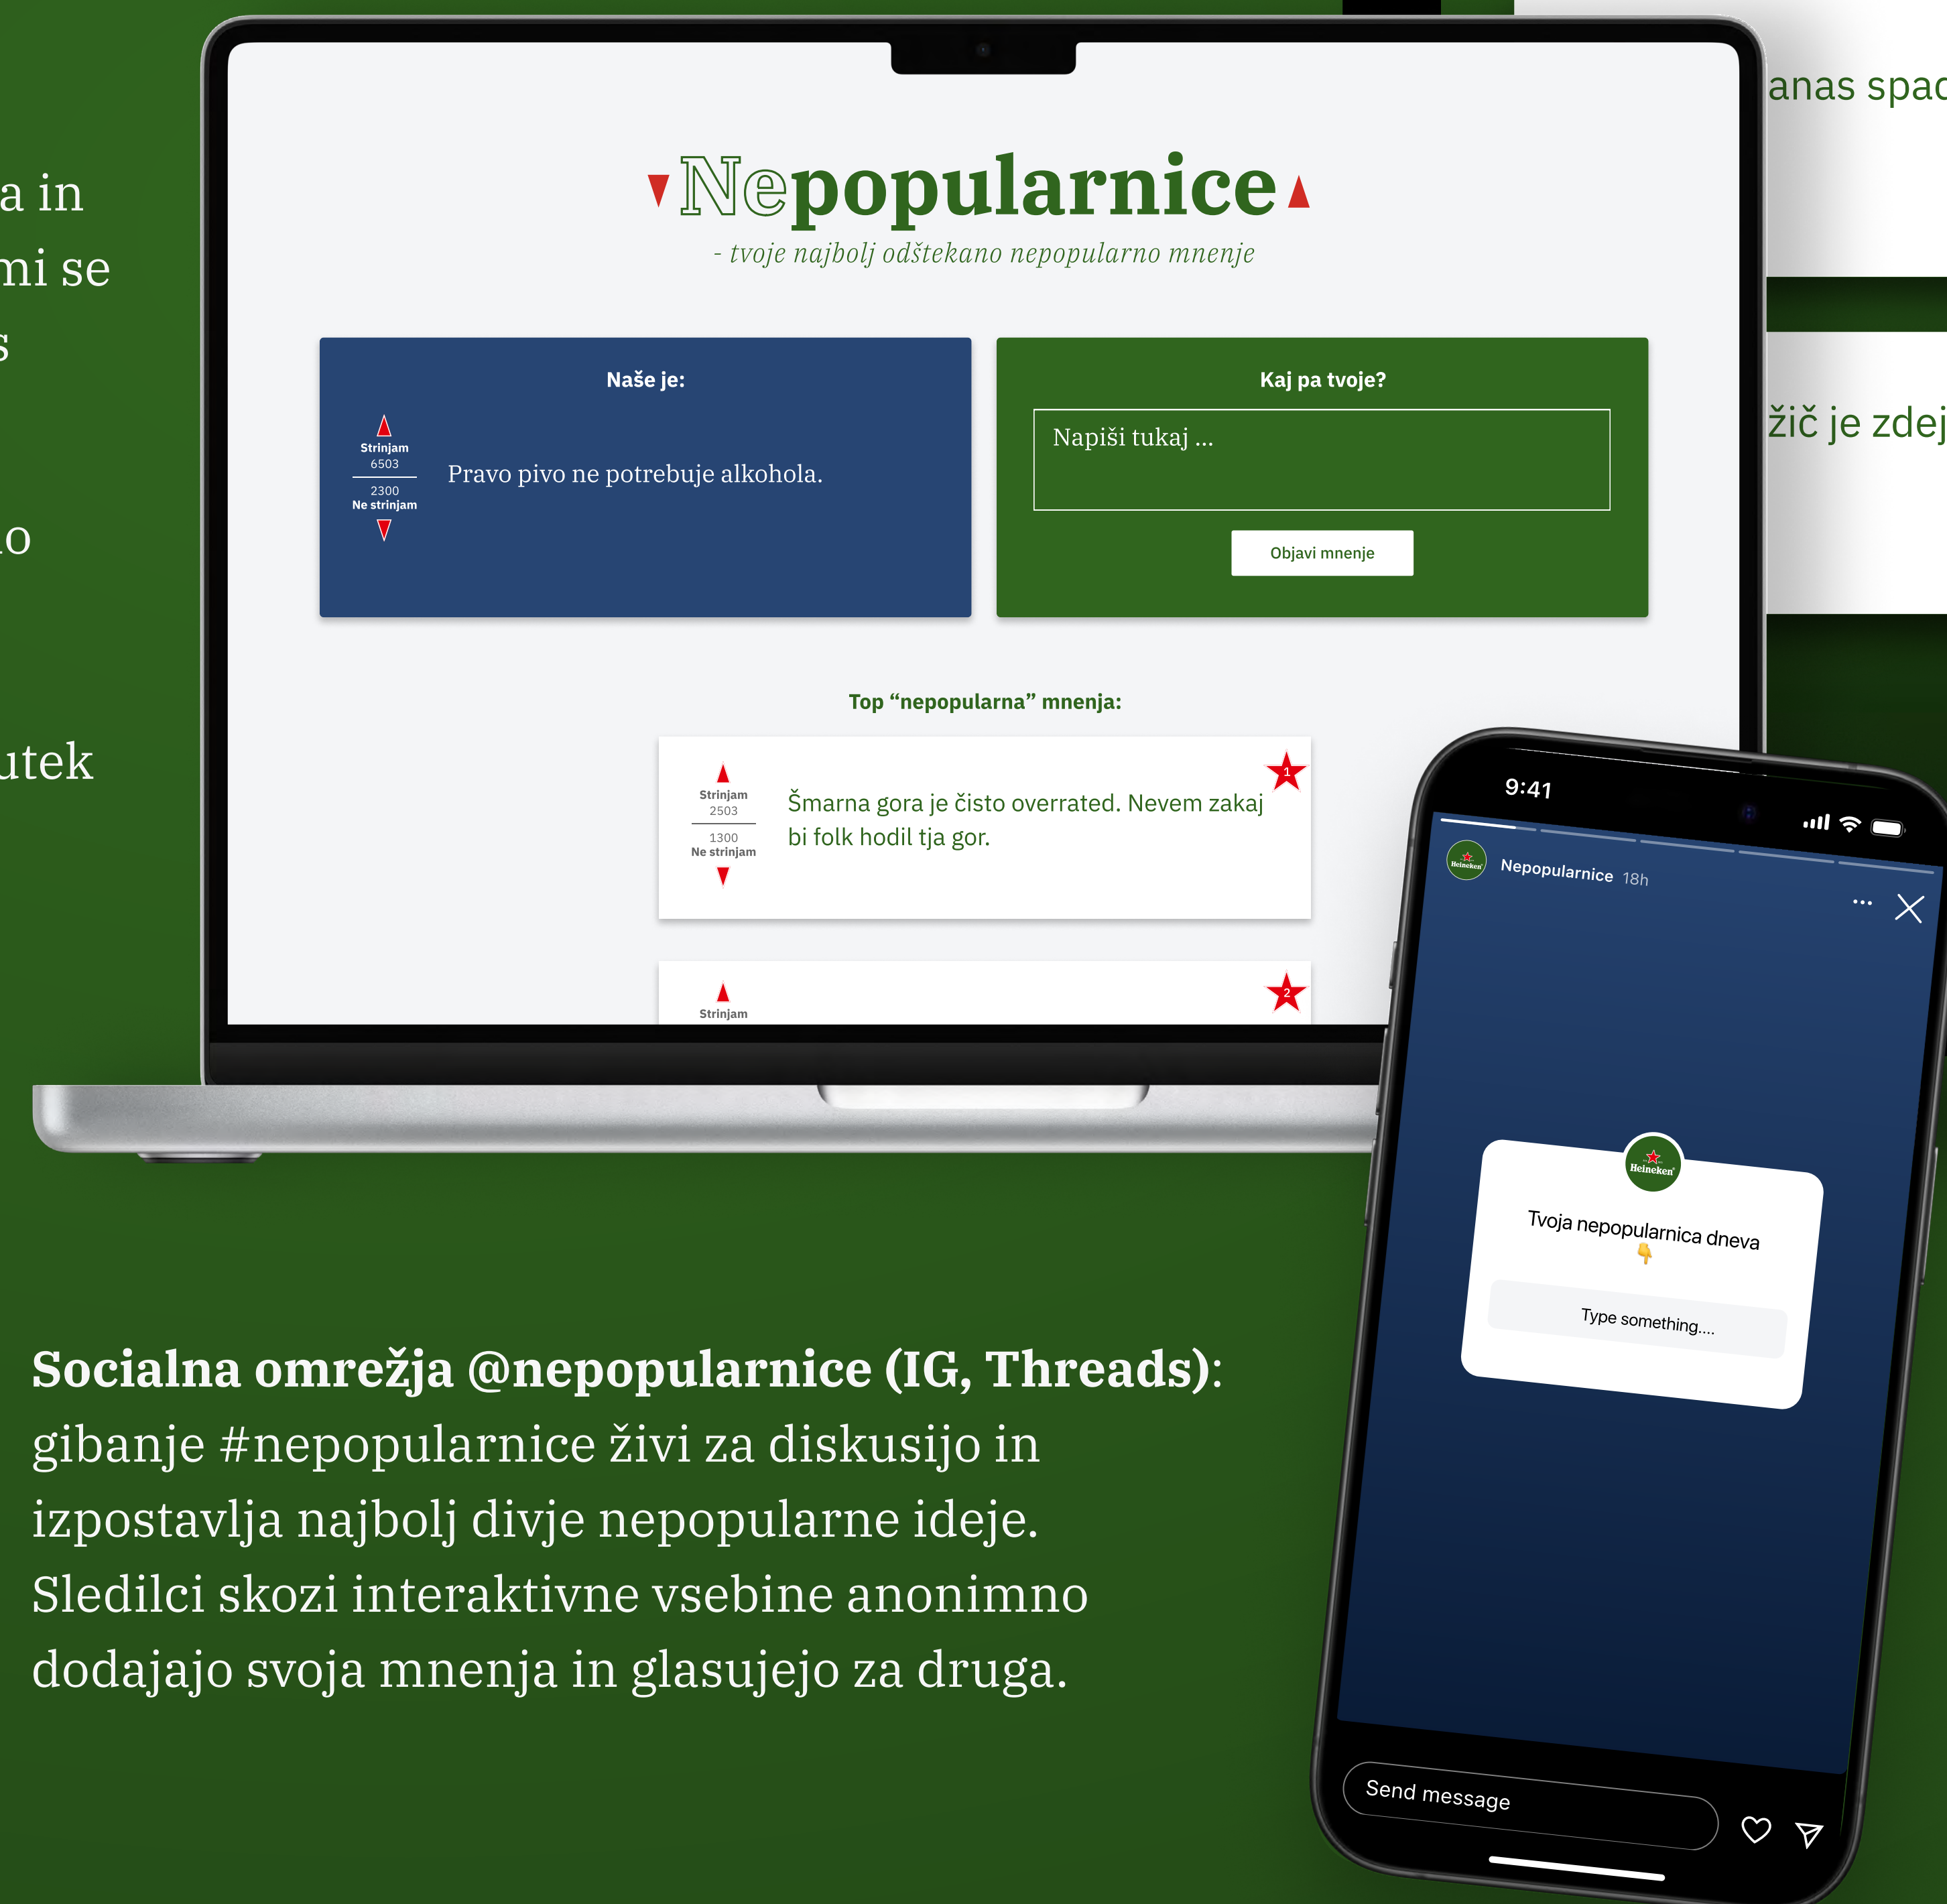 a in
mi se
s
utek
anas
žič je zdej
Nepopularnice
- tvoje najbolj odštekano nepopularno mnenje
Naše je:
Strinjam
6503
2300
Ne strinjam
Pravo pivo ne potrebuje alkohola.
Kaj pa tvoje?
Napiši tukaj ...
Objavi mnenje
Top “nepopularna” mnenja:
Strinjam
2503
1300
Ne strinjam
Šmarna gora je čisto overrated. Nevem zakaj
bi folk hodil tja gor.
1
Strinjam
2
9:41
Heineken
Nepopularnice 18h
Heineken
Tvoja nepopularnica dneva
👇
Type something....
Send message
Socialna omrežja @nepopularnice (IG, Threads):
gibanje #nepopularnice živi za diskusijo in
izpostavlja najbolj divje nepopularne ideje.
Sledilci skozi interaktivne vsebine anonimno
dodajajo svoja mnenja in glasujejo za druga.